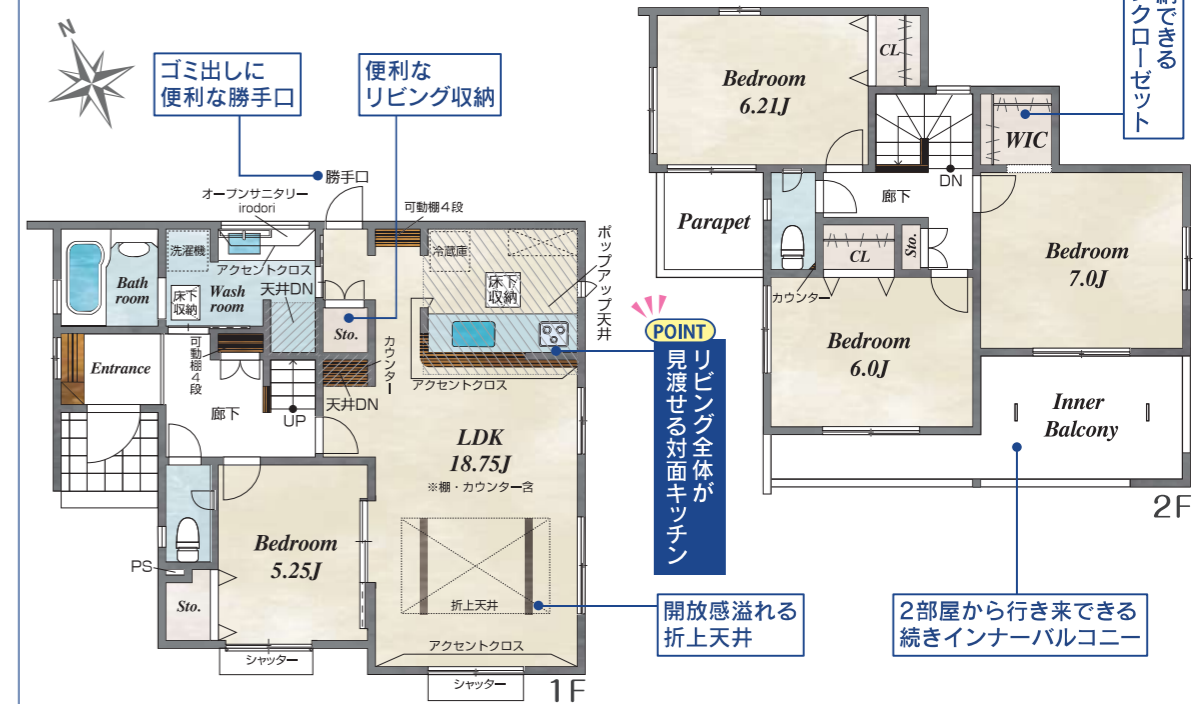 N
ゴミ出しに
便利な勝手口
便利な
リビング収納
勝手口
オープンサニタリー
irodori
可動棚4段
洗濯機
アクセントクロス
冷蔵庫
ポップアップ天井
Bath
room
床下
収納
Wash
room
天井DN
床下
収納
Sto.
可動棚4段
Entrance
カウンター
天井DN
アクセントクロス
廊下
UP
LDK
18.75J
※棚・カウンター含
Bedroom
5.25J
PS
Sto.
折上天井
アクセントクロス
シャッター
シャッター
1F
POINT
リビング全体が
見渡せる対面キッチン
開放感溢れる
折上天井
納できる
クローゼット
Bedroom
6.21J
CL
WIC
DN
廊下
Parapet
CL
Sto.
カウンター
Bedroom
7.0J
Bedroom
6.0J
Inner
Balcony
2F
2部屋から行き来できる
続きインナーバルコニー